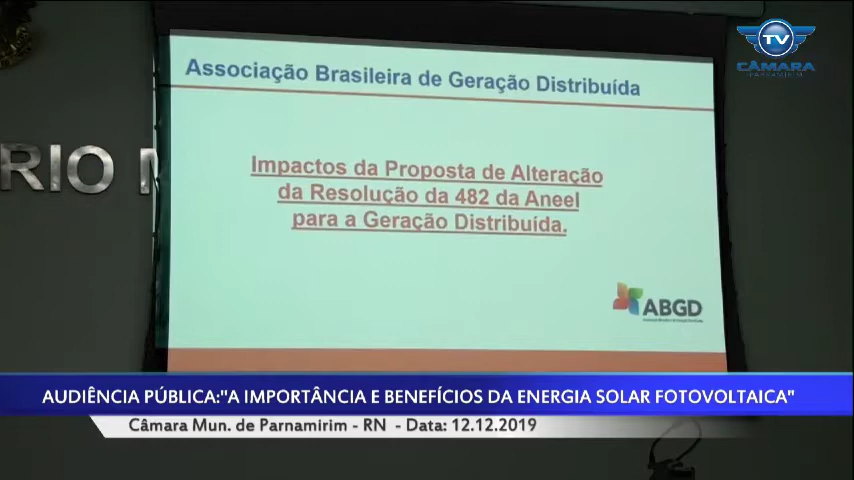 TV
CÂMARA
PARNAMIRIM
Associação Brasileira de Geração Distribuída
RIO
Impactos da Proposta de Alteração
da Resolução da 482 da Aneel
para a Geração Distribuída.
ABGD
AUDIÊNCIA PÚBLICA:"A IMPORTÂNCIA E BENEFÍCIOS DA ENERGIA SOLAR FOTOVOLTAICA"
Câmara Mun. de Parnamirim - RN - Data: 12.12.2019